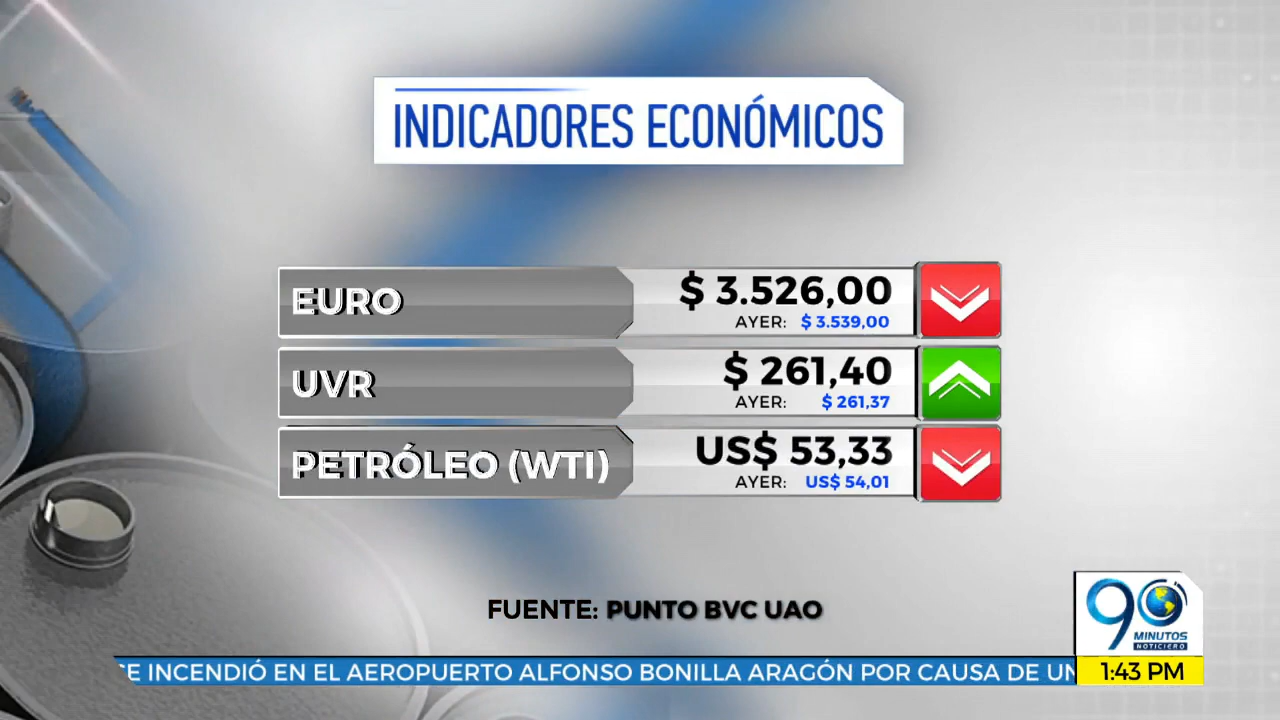 INDICADORES ECONÓMICOS
EURO
$ 3.526,00
AYER: $ 3.539,00
UVR
$ 261,40
AYER: $ 261,37
PETRÓLEO (WTI)
US$ 53,33
AYER: US$ 54,01
FUENTE: PUNTO BVC UAO
90
MINUTOS
NOTICIERO
E INCENDIÓ EN EL AEROPUERTO ALFONSO BONILLA ARAGÓN POR CAUSA DE UN
1:43 PM